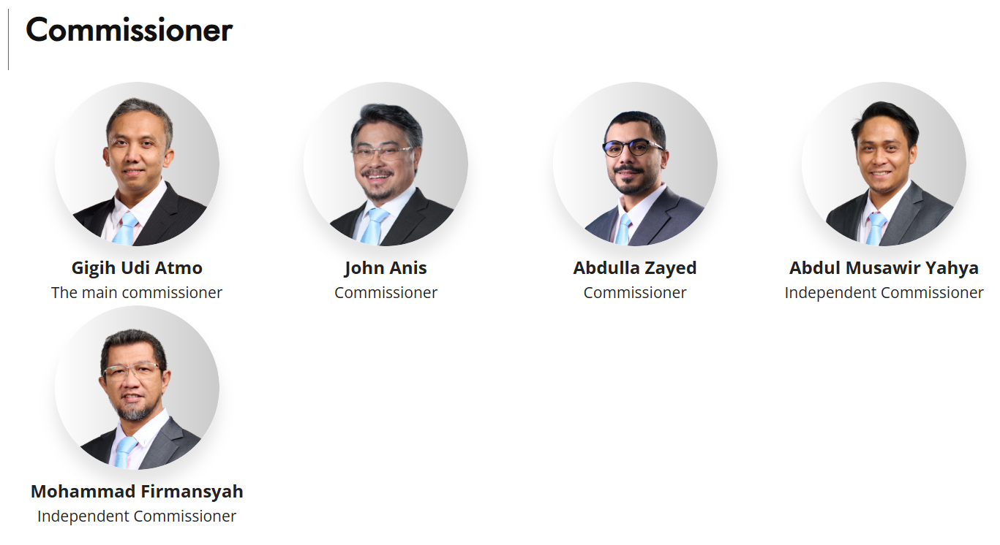 Commissioner
Gigih Udi Atmo
The main commissioner
John Anis
Commissioner
Abdulla Zayed
Commissioner
Abdul Musawir Yahya
Independent Commissioner
Mohammad Firmansyah
Independent Commissioner